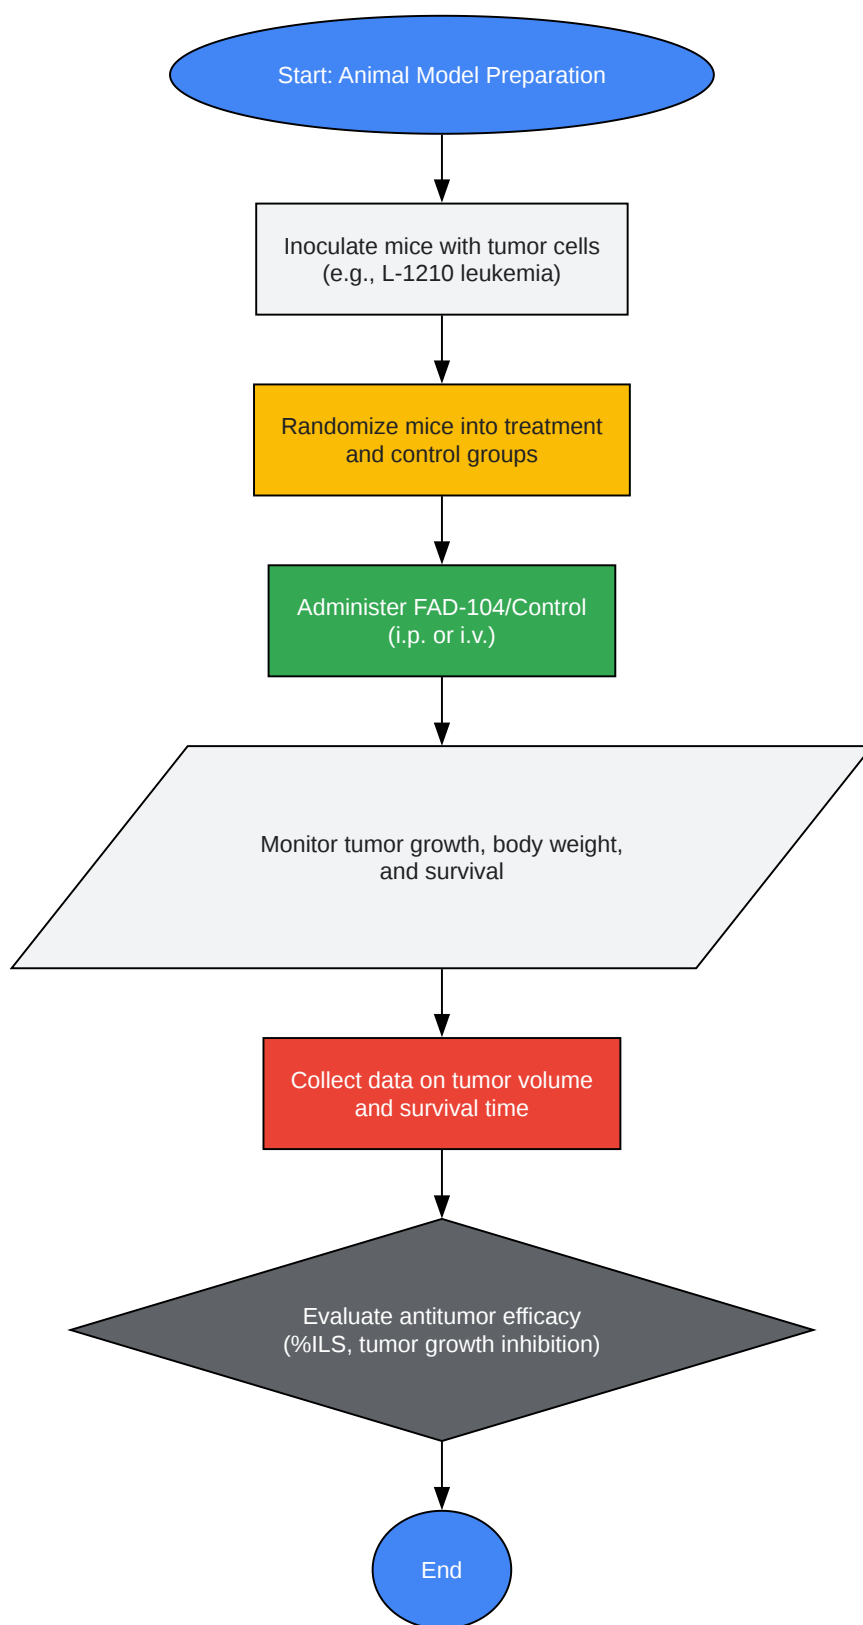 Start: Animal Model Preparation
Inoculate mice with tumor cells
(e.g., L-1210 leukemia)
Randomize mice into treatment
and control groups
Administer FAD-104/Control
(i.p. or i.v.)
Monitor tumor growth, body weight,
and survival
Collect data on tumor volume
and survival time
Evaluate antitumor efficacy
(%ILS, tumor growth inhibition)
End